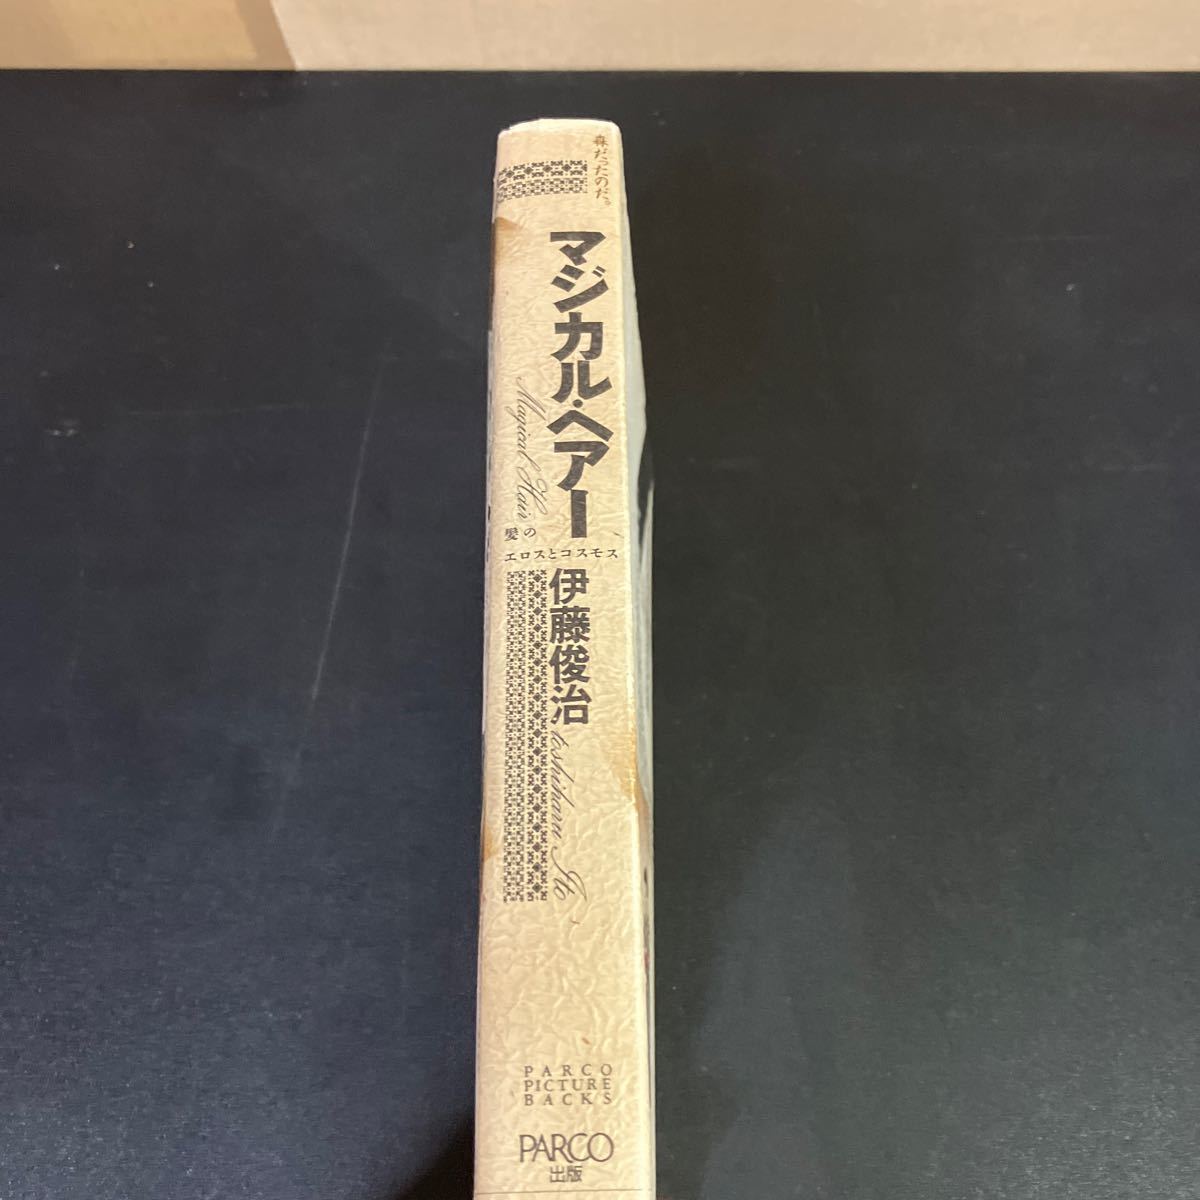 森だったのだ。
マジカル・ヘアー
Magical Hair
髪の
エロスとコスモス
伊藤俊治
Toshiharu Ito
PARCO
PICTURE
BACKS
PARCO
出版